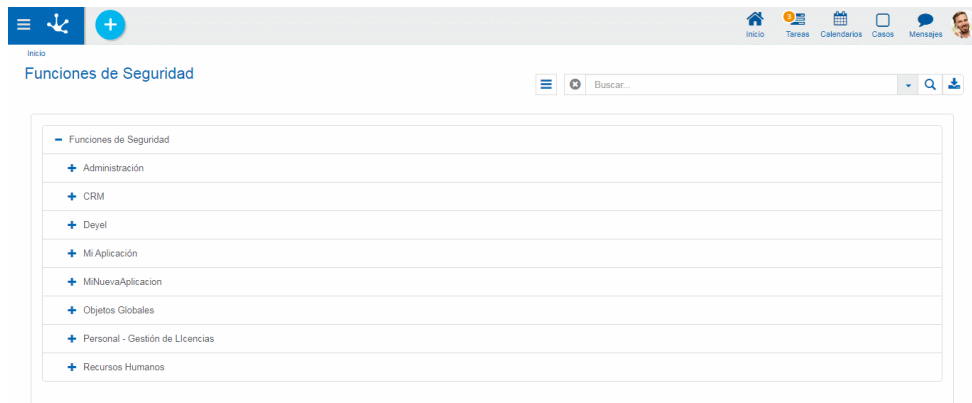 3
Inicio Tareas Calendarios Casos Mensajes
Inicio
Funciones de Seguridad
Buscar...
Funciones de Seguridad
Administración
CRM
Deyel
Mi Aplicación
MiNuevaAplicacion
Objetos Globales
Personal - Gestión de LIcencias
Recursos Humanos